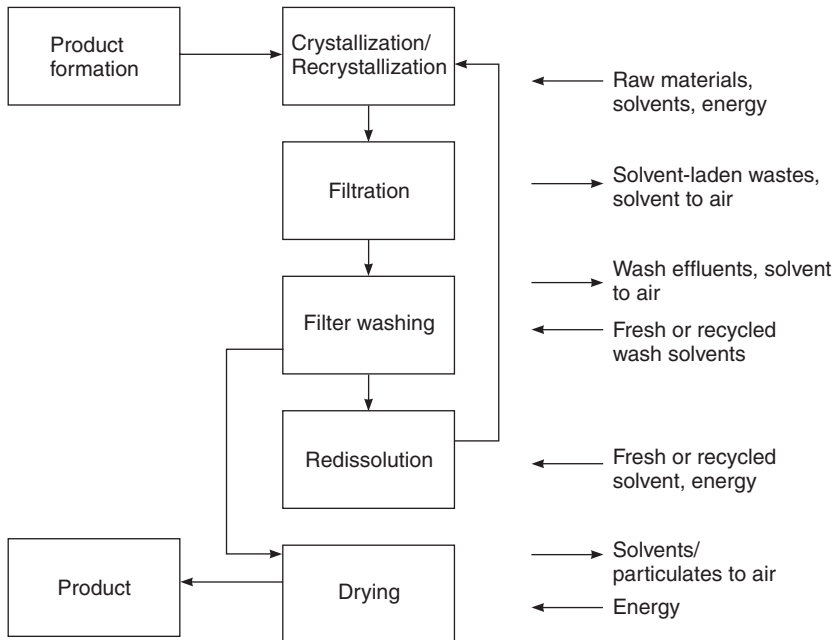 Product
formation
Crystallization/
Recrystallization
Raw materials,
solvents, energy
Filtration
Solvent-laden wastes,
solvent to air
Filter washing
Wash effluents, solvent
to air
Fresh or recycled
wash solvents
Redissolution
Fresh or recycled
solvent, energy
Product
Drying
Solvents/
particulates to air
Energy